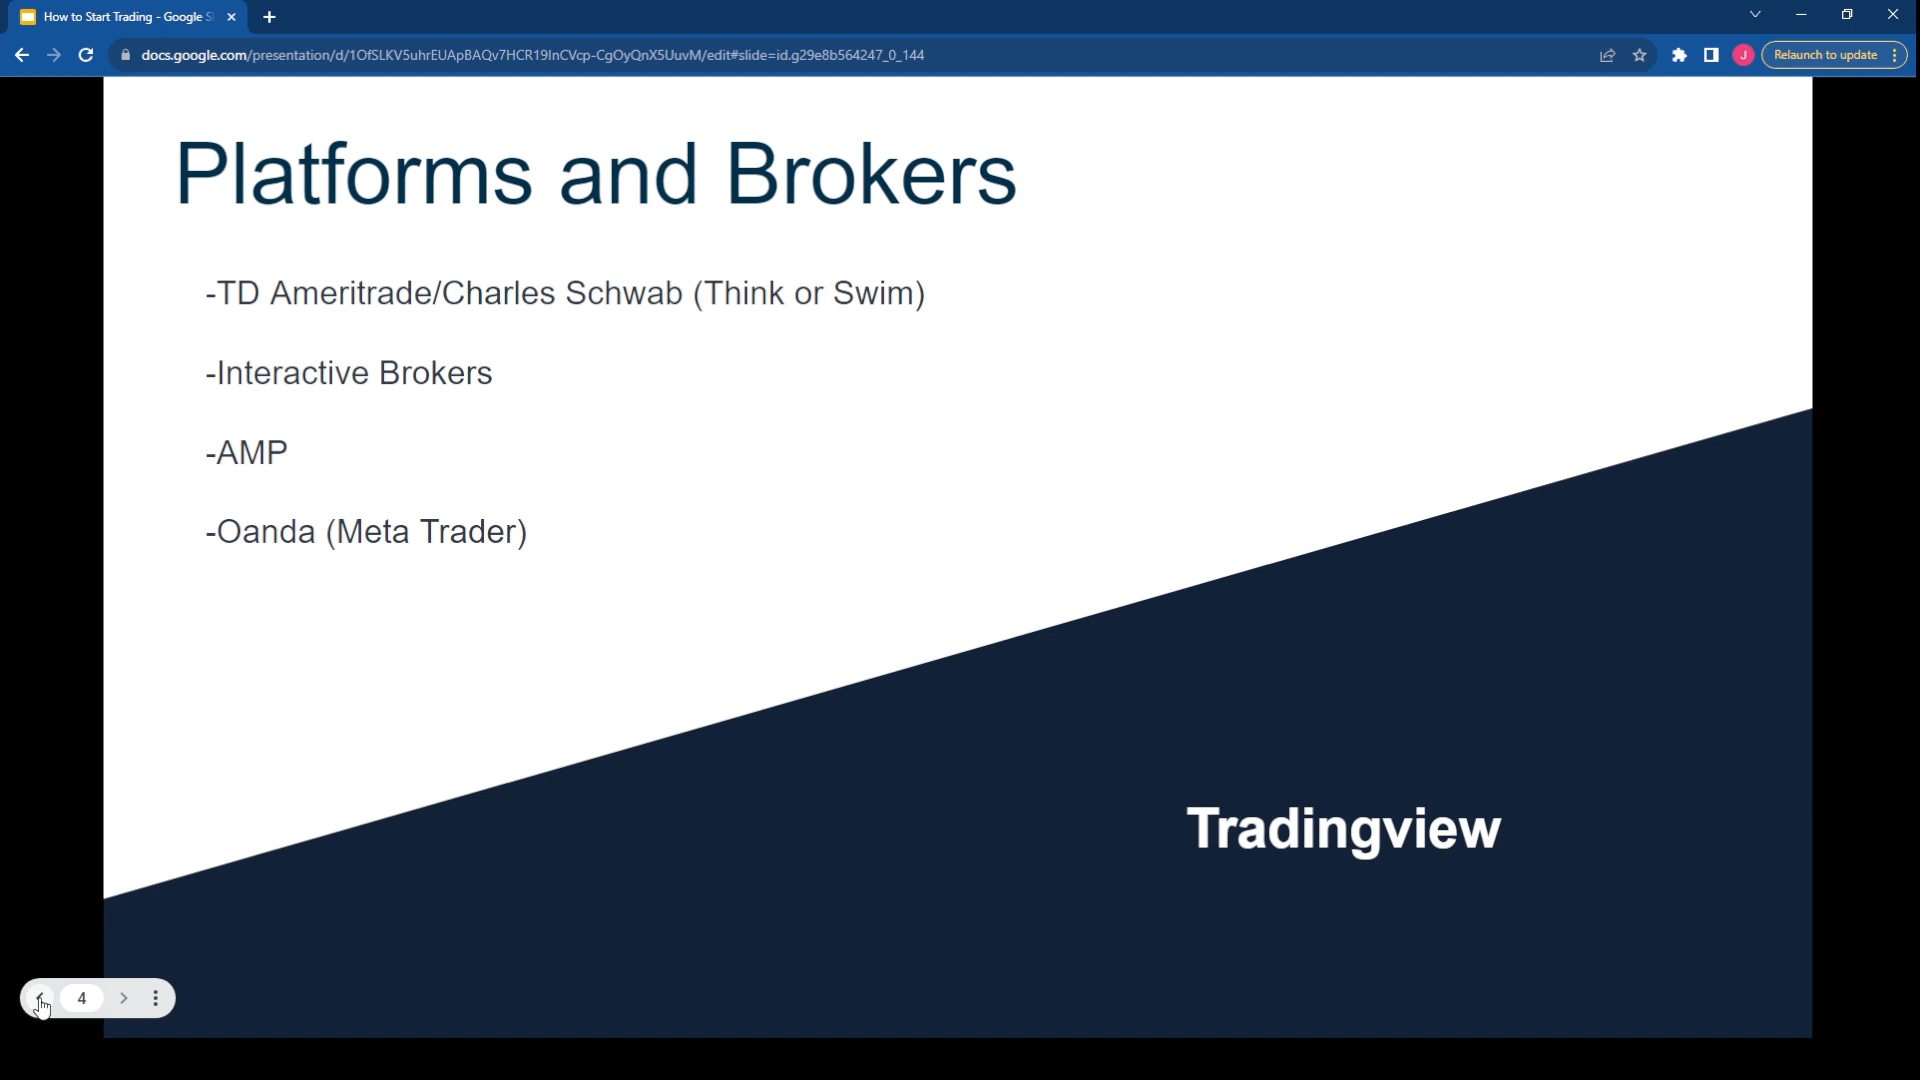 How to Start Trading - Google S
Relaunch to update
J
docs.google.com/presentation/d/1OfSLKV5uhrEUApBAQv7HCR19InCVcp-CgOyQnX5UuvM/edit#slide=id.g29e8b564247_0_144
Platforms and Brokers
-TD Ameritrade/Charles Schwab (Think or Swim)
-Interactive Brokers
-AMP
-Oanda (Meta Trader)
Tradingview
4